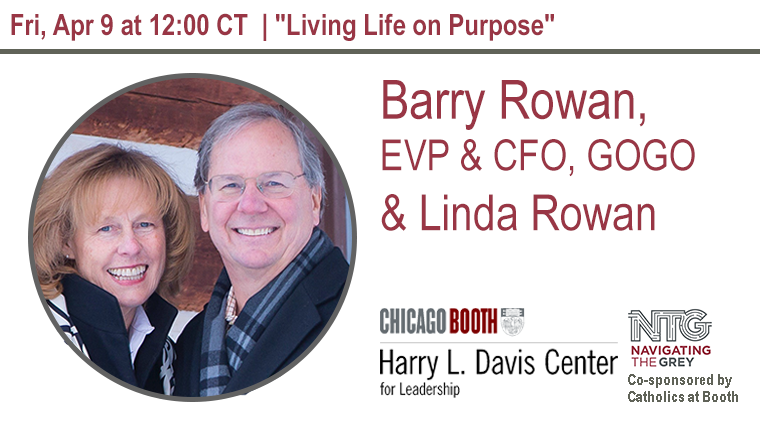 Fri, Apr 9 at 12:00 CT | "Living Life on Purpose"
Barry Rowan,
EVP & CFO, GOGO
& Linda Rowan
CHICAGO BOOTH
Harry L. Davis Center
for Leadership
NTG
NAVIGATING
THE GREY
Co-sponsored by
Catholics at Booth